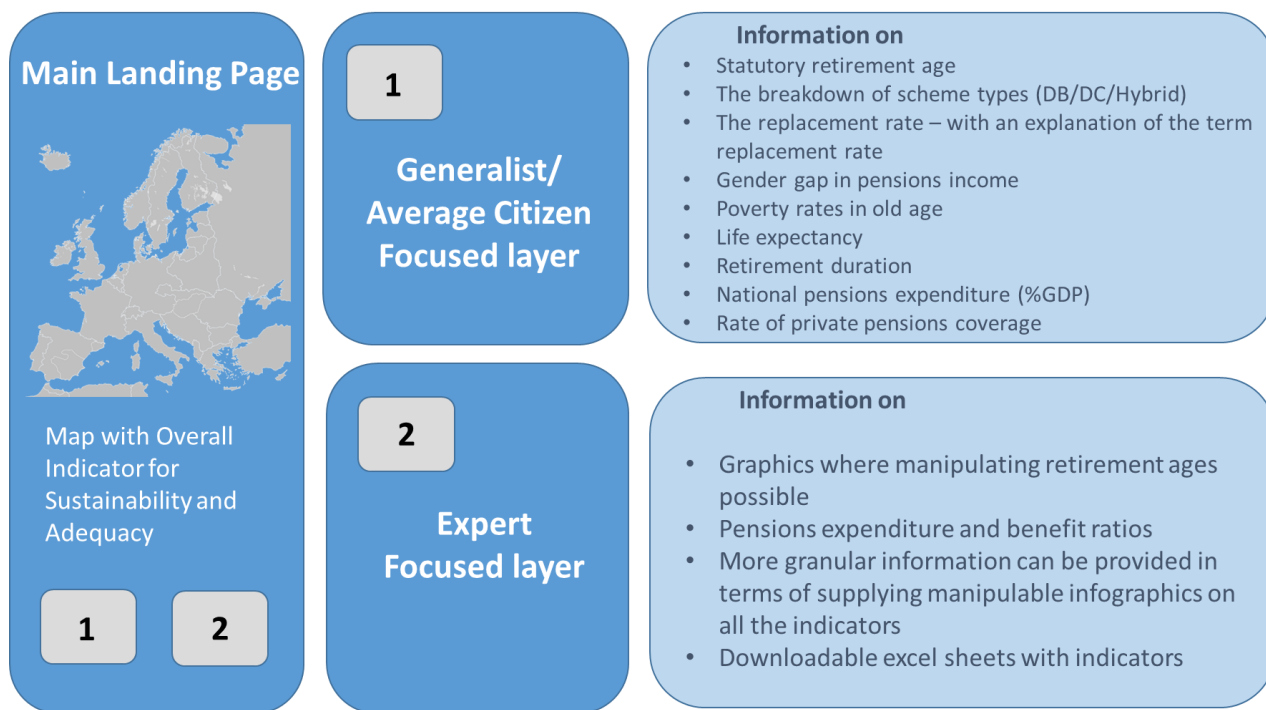 Main Landing Page
Map with Overall
Indicator for
Sustainability and
Adequacy
1
2
1
Generalist/
Average Citizen
Focused layer
Information on
• Statutory retirement age
• The breakdown of scheme types (DB/DC/Hybrid)
• The replacement rate – with an explanation of the term
replacement rate
• Gender gap in pensions income
• Poverty rates in old age
• Life expectancy
• Retirement duration
• National pensions expenditure (%GDP)
• Rate of private pensions coverage
2
Expert
Focused layer
Information on
• Graphics where manipulating retirement ages
possible
• Pensions expenditure and benefit ratios
• More granular information can be provided in
terms of supplying manipulable infographics on
all the indicators
• Downloadable excel sheets with indicators